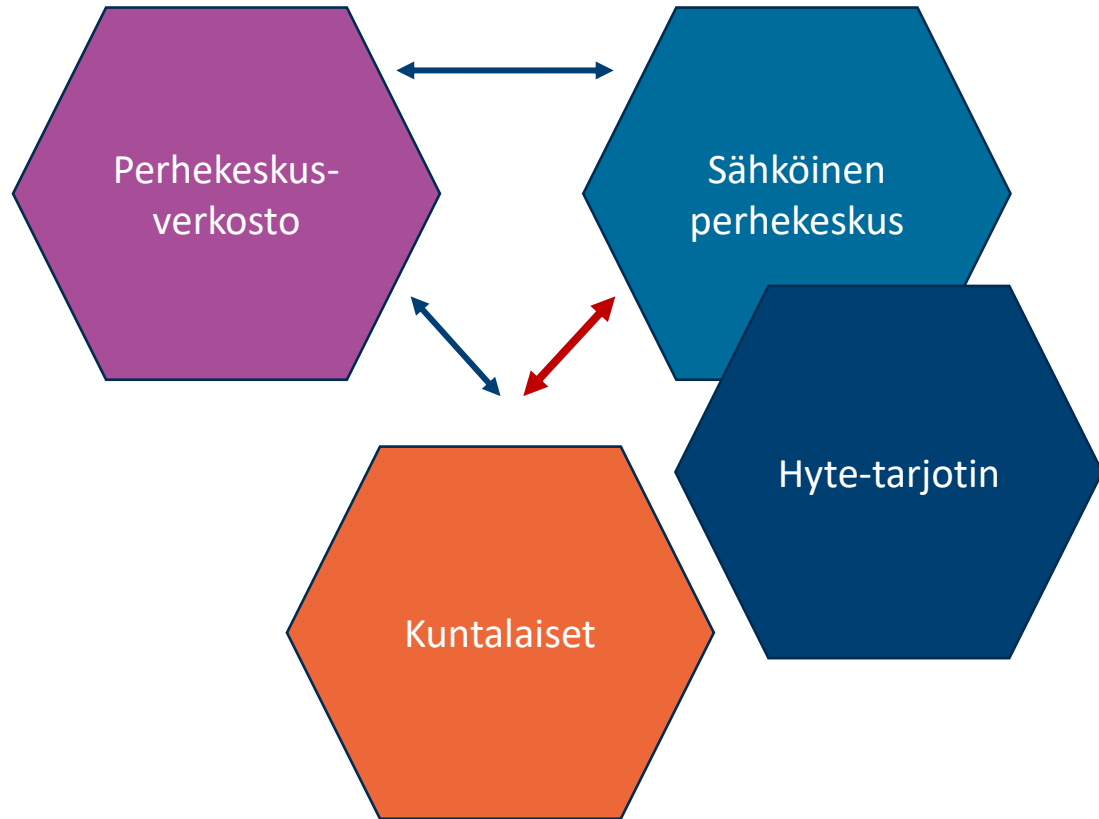 Perhekeskus-
verkosto
Sähköinen
perhekeskus
Hyte-tarjotin
Kuntalaiset